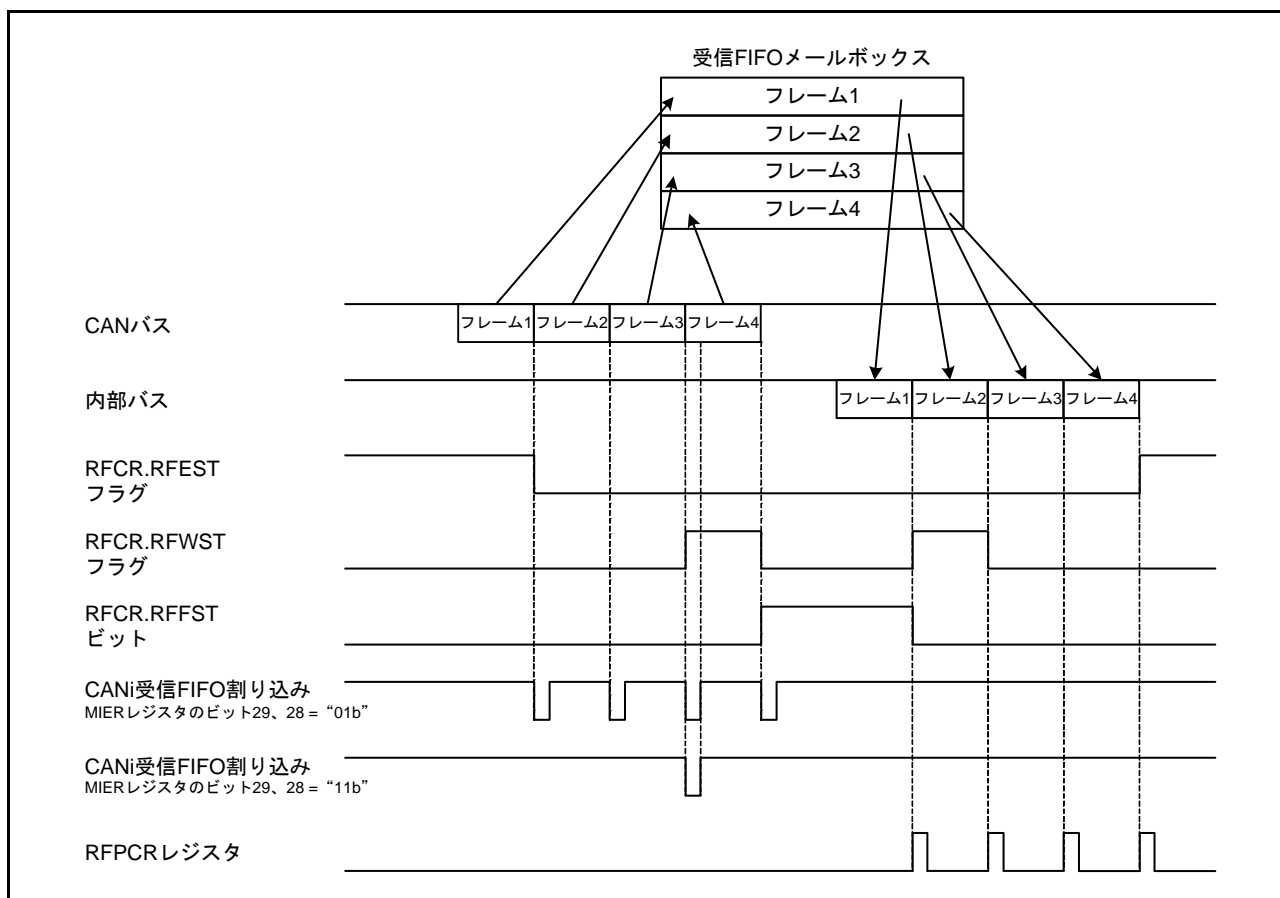 受信FIFOメールボックス
フレーム1
フレーム2
フレーム3
フレーム4
CANバス
フレーム1 フレーム2 フレーム3 フレーム4
内部バス
フレーム1 フレーム2 フレーム3 フレーム4
RFCR.RFEST
フラグ
RFCR.RFWST
フラグ
RFCR.RFFST
ビット
CANi受信FIFO割り込み
MIERレジスタのビット29、28 = “01b”
CANi受信FIFO割り込み
MIERレジスタのビット29、28 = “11b”
RFPCRレジスタ